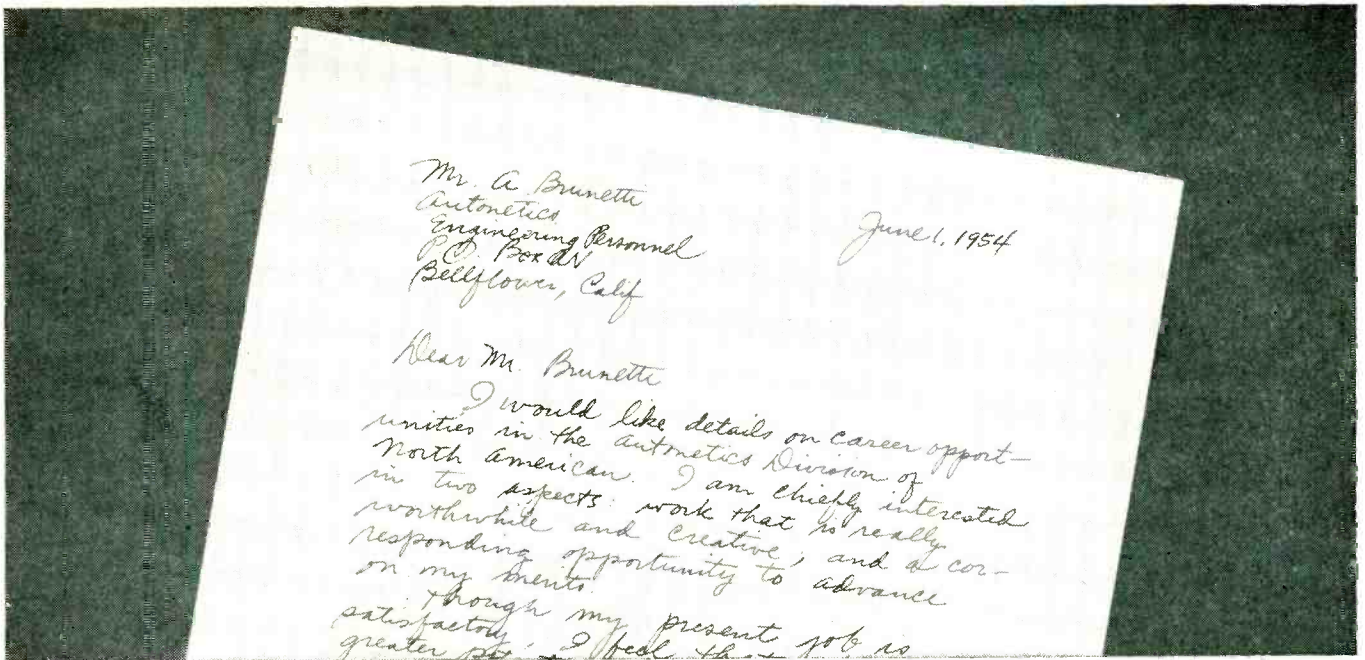 Mr. A Brunette
Autonetics
Engineering Personnel
P.O. Box AN
Bellflower, Calif
June 1, 1954
Dear Mr. Brunette
I would like details on career opport-
unities in the Autonetics Division of
North American. I am chiefly interested
in two aspects: work that is really
worthwhile and creative, and a cor-
responding opportunity to advance
on my merits.
Though my present job is
satisfactory, I feel that
greater